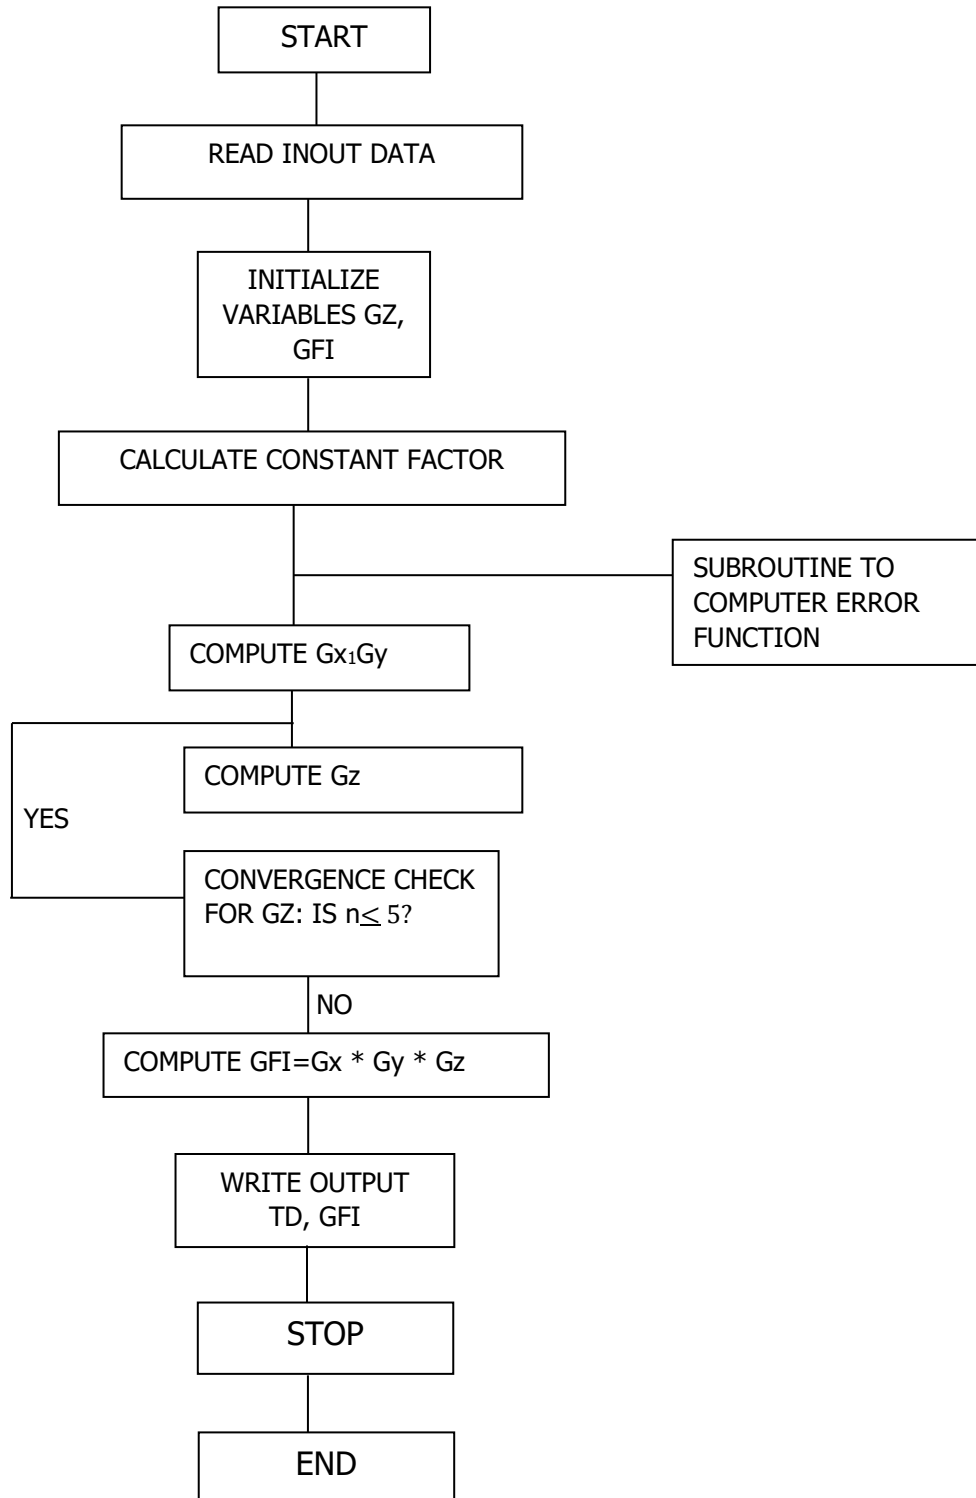 START
READ INOUT DATA
INITIALIZE
VARIABLES GZ,
GFI
CALCULATE CONSTANT FACTOR
SUBROUTINE TO
COMPUTER ERROR
FUNCTION
COMPUTE Gx₁Gy
COMPUTE Gz
YES
CONVERGENCE CHECK
FOR GZ: IS n≤ 5?
NO
COMPUTE GFI=Gx * Gy * Gz
WRITE OUTPUT
TD, GFI
STOP
END